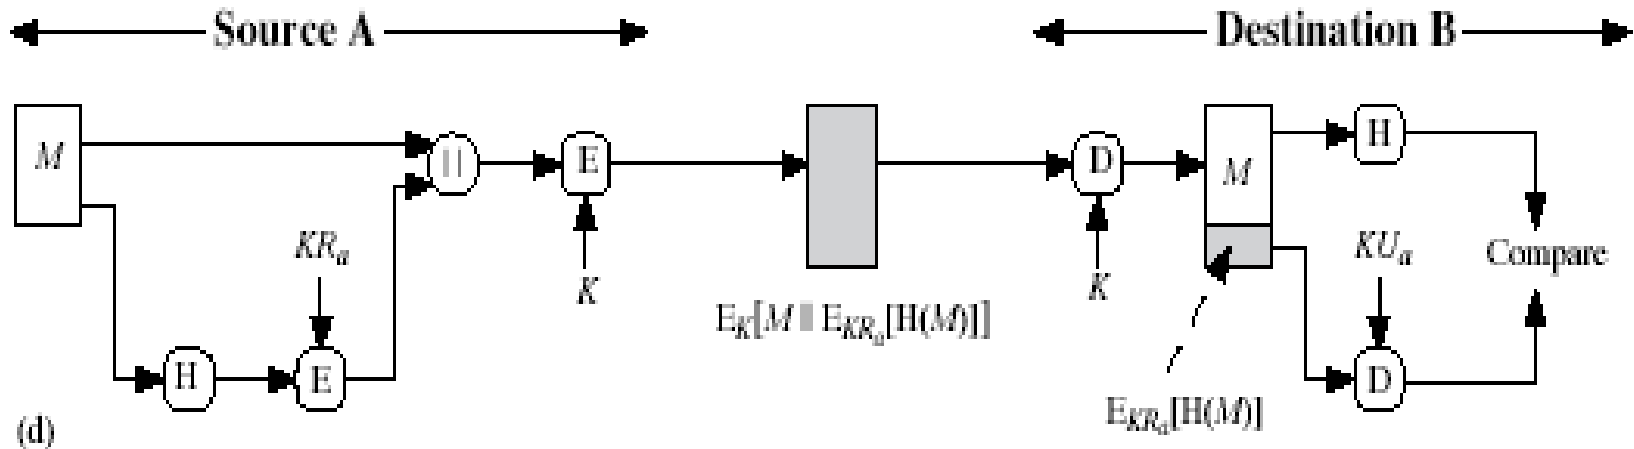 Source A
Destination B
M
||
E
D
M
H
KRa
K
K
KUa
Compare
EK[M || EKRa[H(M)]]
H
E
D
EKRa[H(M)]
(d)